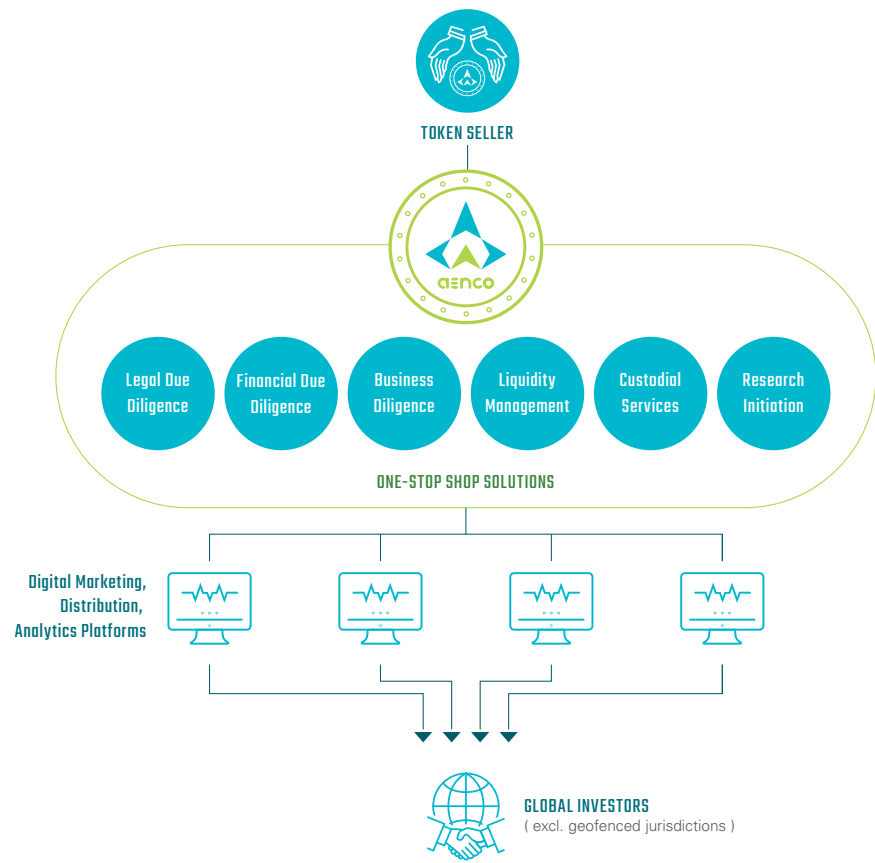 TOKEN SELLER
aenco
Legal Due
Diligence
Financial Due
Diligence
Business
Diligence
Liquidity
Management
Custodial
Services
Research
Initiation
ONE-STOP SHOP SOLUTIONS
Digital Marketing,
Distribution,
Analytics Platforms
GLOBAL INVESTORS
( excl. geofenced jurisdictions )